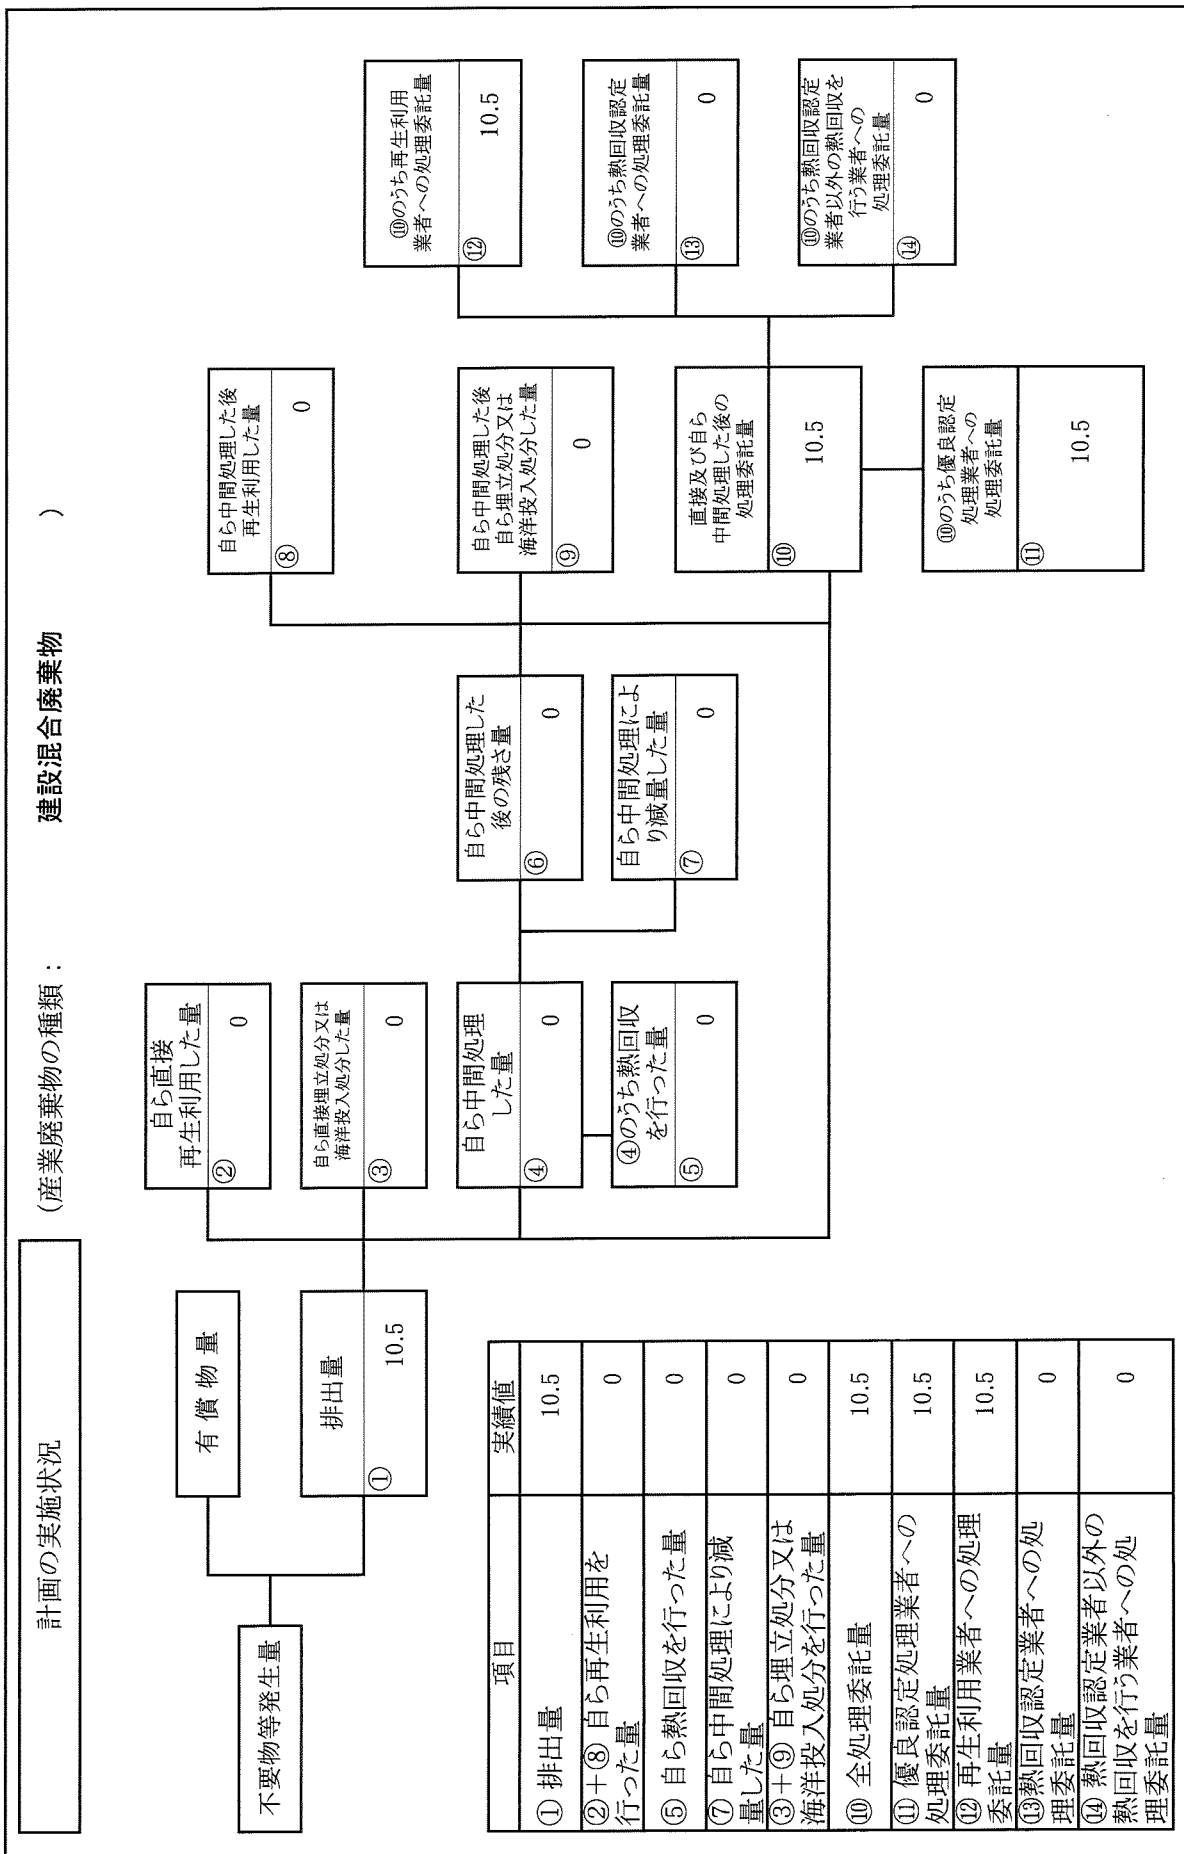 計画の実施状況
(産業廃棄物の種類： 建設混合廃棄物 )
不要物等発生量
有償物量
排出量
① 10.5
自ら直接
再生利用した量
② 0
自ら直接埋立処分又は
海洋投入処分した量
③ 0
自ら中間処理
した量
④ 0
④のうち熱回収
を行った量
⑤ 0
自ら中間処理した
後の残さ量
⑥ 0
自ら中間処理によ
り減量した量
⑦ 0
自ら中間処理した後
再生利用した量
⑧ 0
自ら中間処理した後
自ら埋立処分又は
海洋投入処分した量
⑨ 0
直接及び自ら
中間処理した後の
処理委託量
⑩ 10.5
⑩のうち優良認定
処理業者への
処理委託量
⑪ 10.5
⑩のうち再生利用
業者への処理委託量
⑫ 10.5
⑩のうち熱回収認定
業者への処理委託量
⑬ 0
⑩のうち熱回収認定
業者以外の熱回収を
行う業者への
処理委託量
⑭ 0
項目 実績値
① 排出量 10.5
②＋⑧ 自ら再生利用を
行った量 0
⑤ 自ら熱回収を行った量 0
⑦ 自ら中間処理により減
量した量 0
③＋⑨ 自ら埋立処分又は
海洋投入処分を行った量 0
⑩ 全処理委託量 10.5
⑪ 優良認定処理業者への
処理委託量 10.5
⑫ 再生利用業者への処理
委託量 10.5
⑬熱回収認定業者への処
理委託量 0
⑭ 熱回収認定業者以外の
熱回収を行う業者への処
理委託量 0